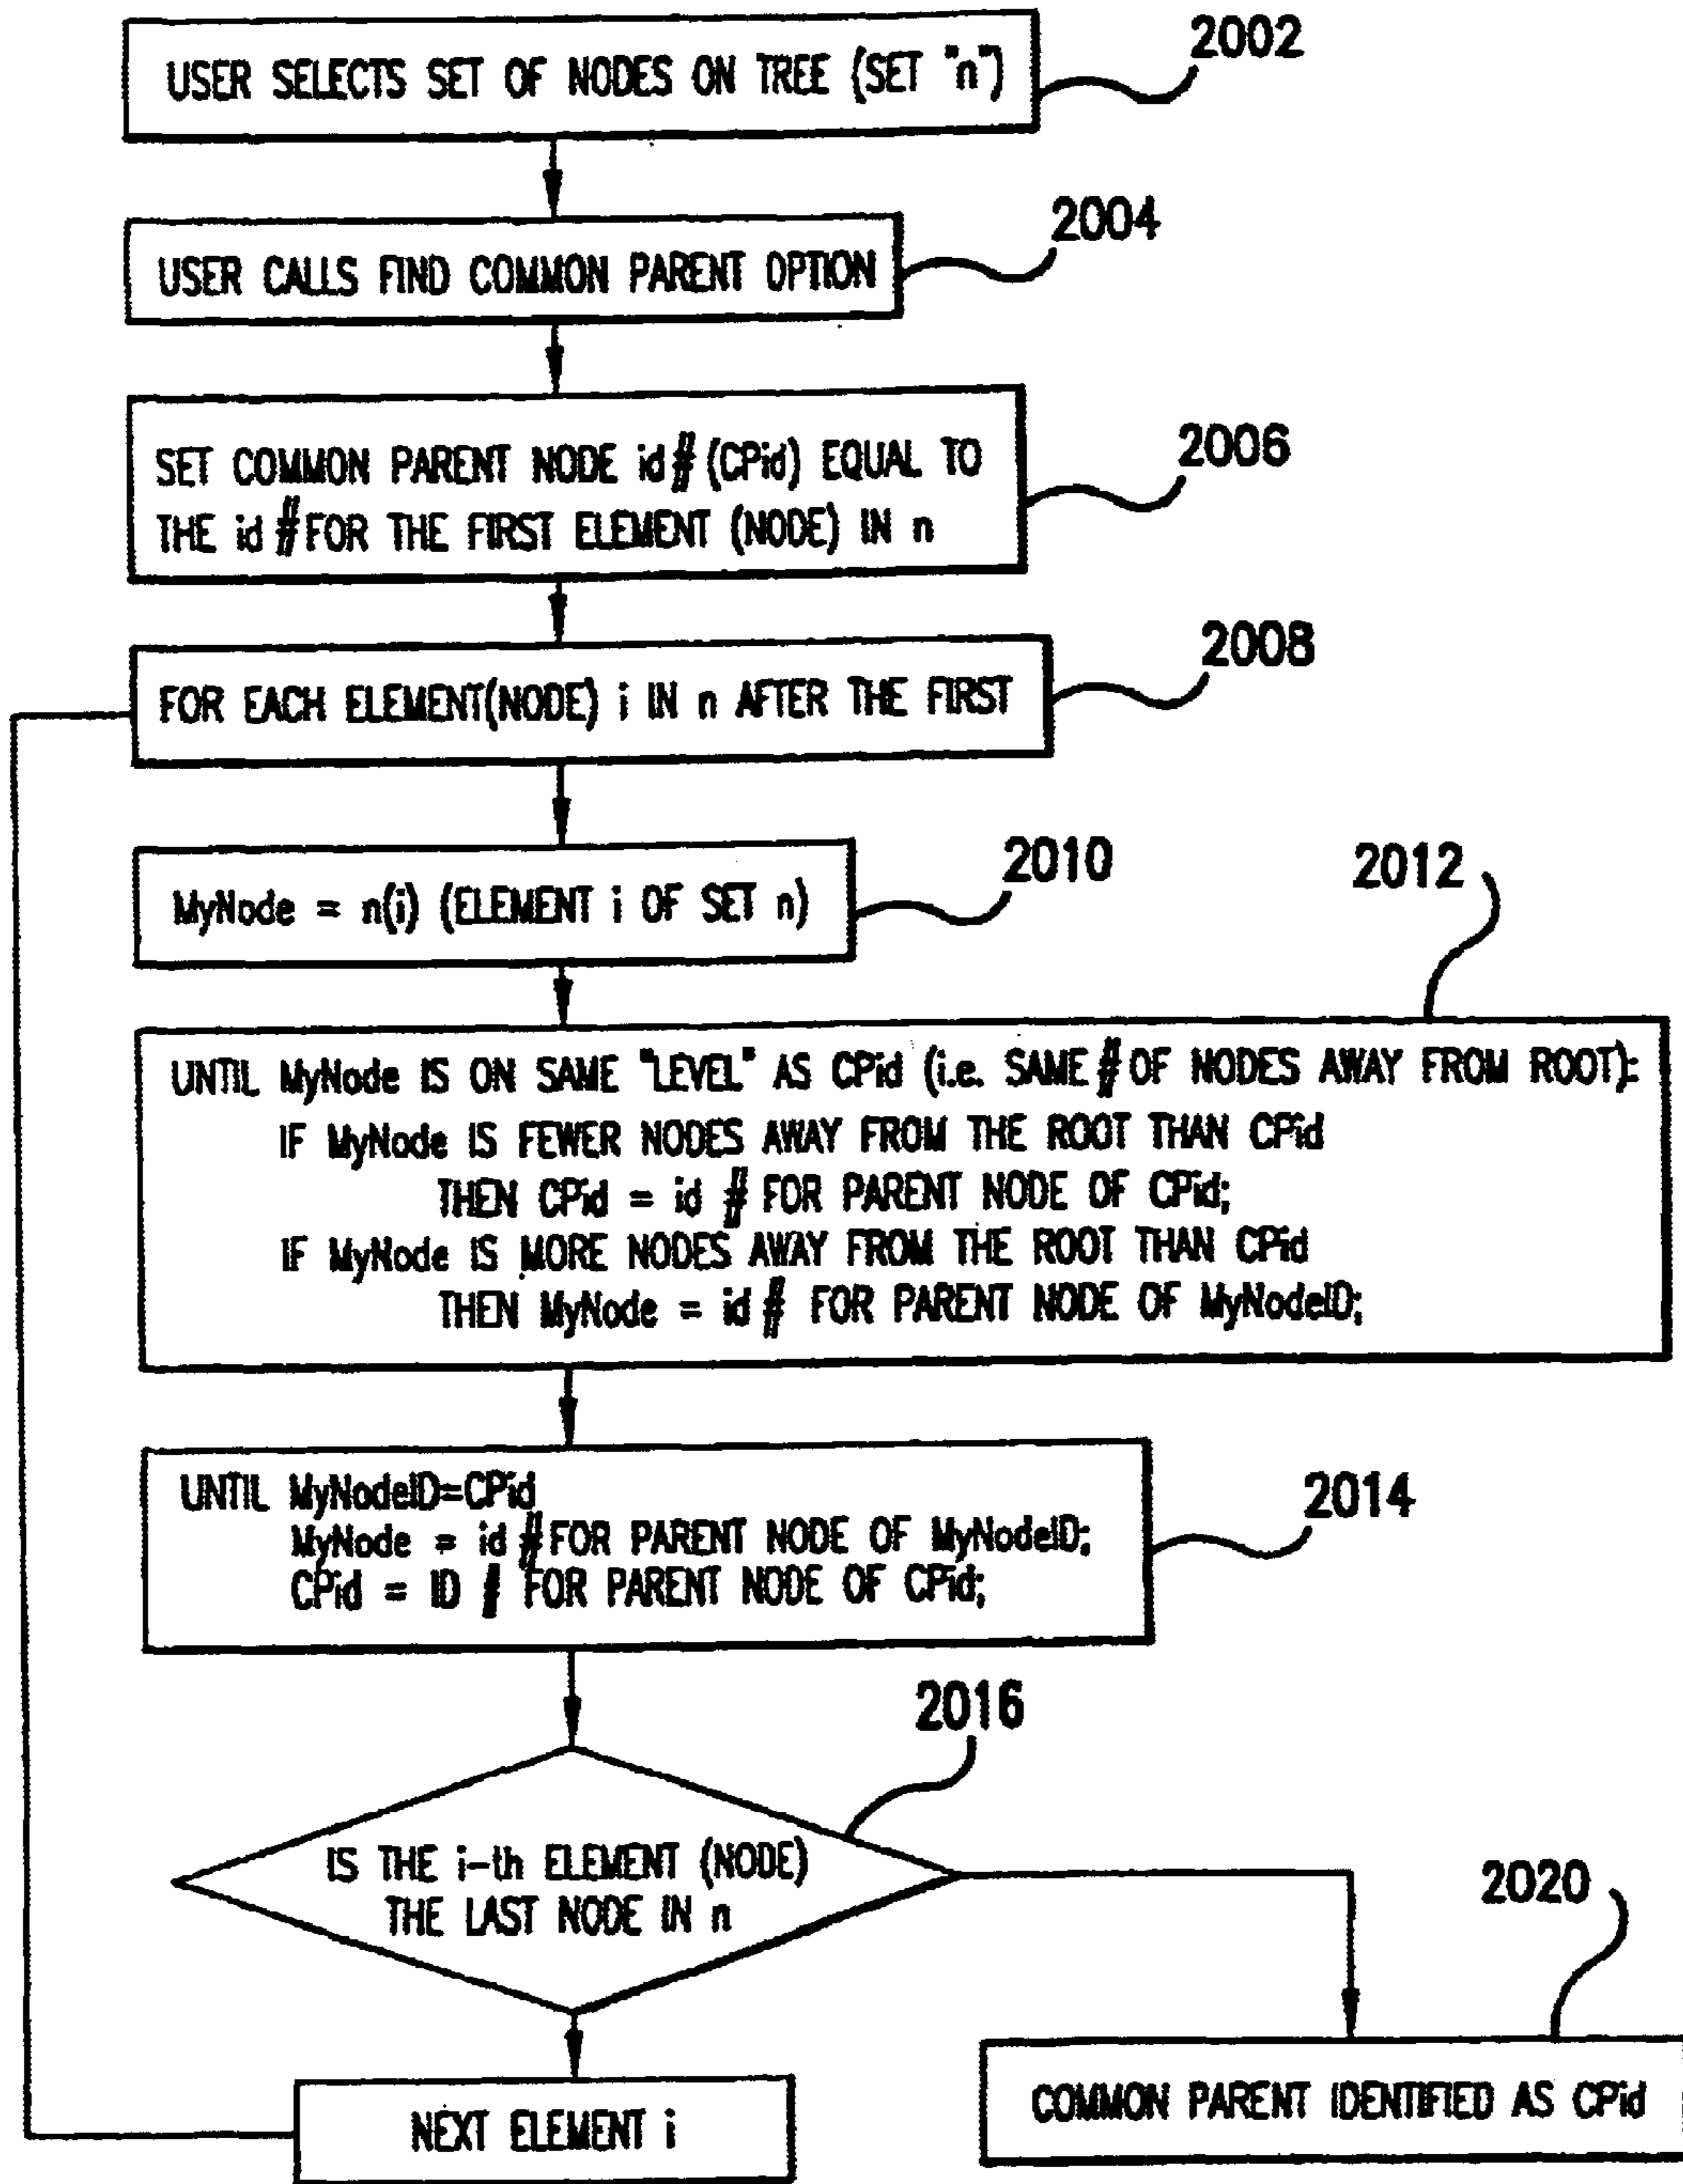 2002
USER SELECTS SET OF NODES ON TREE (SET "n")
2004
USER CALLS FIND COMMON PARENT OPTION
2006
SET COMMON PARENT NODE id# (CPid) EQUAL TO
THE id # FOR THE FIRST ELEMENT (NODE) IN n
2008
FOR EACH ELEMENT(NODE) i IN n AFTER THE FIRST
2010
MyNode = n(i) (ELEMENT i OF SET n)
2012
UNTIL MyNode IS ON SAME "LEVEL" AS CPid (i.e. SAME # OF NODES AWAY FROM ROOT):
IF MyNode IS FEWER NODES AWAY FROM THE ROOT THAN CPid
THEN CPid = id # FOR PARENT NODE OF CPid;
IF MyNode IS MORE NODES AWAY FROM THE ROOT THAN CPid
THEN MyNode = id # FOR PARENT NODE OF MyNodeID;
2014
UNTIL MyNodeID=CPid
MyNode = id # FOR PARENT NODE OF MyNodeID;
CPid = ID # FOR PARENT NODE OF CPid;
2016
IS THE i-th ELEMENT (NODE)
THE LAST NODE IN n
2020
COMMON PARENT IDENTIFIED AS CPid
NEXT ELEMENT i